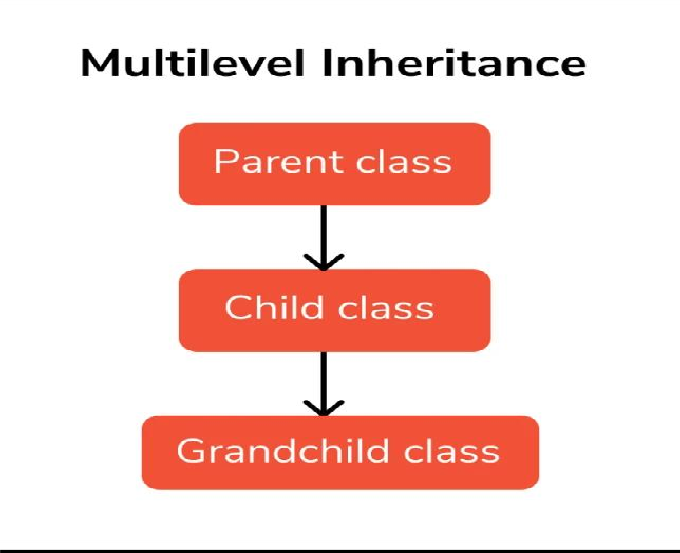 Multilevel Inheritance
Parent class
Child class
Grandchild class